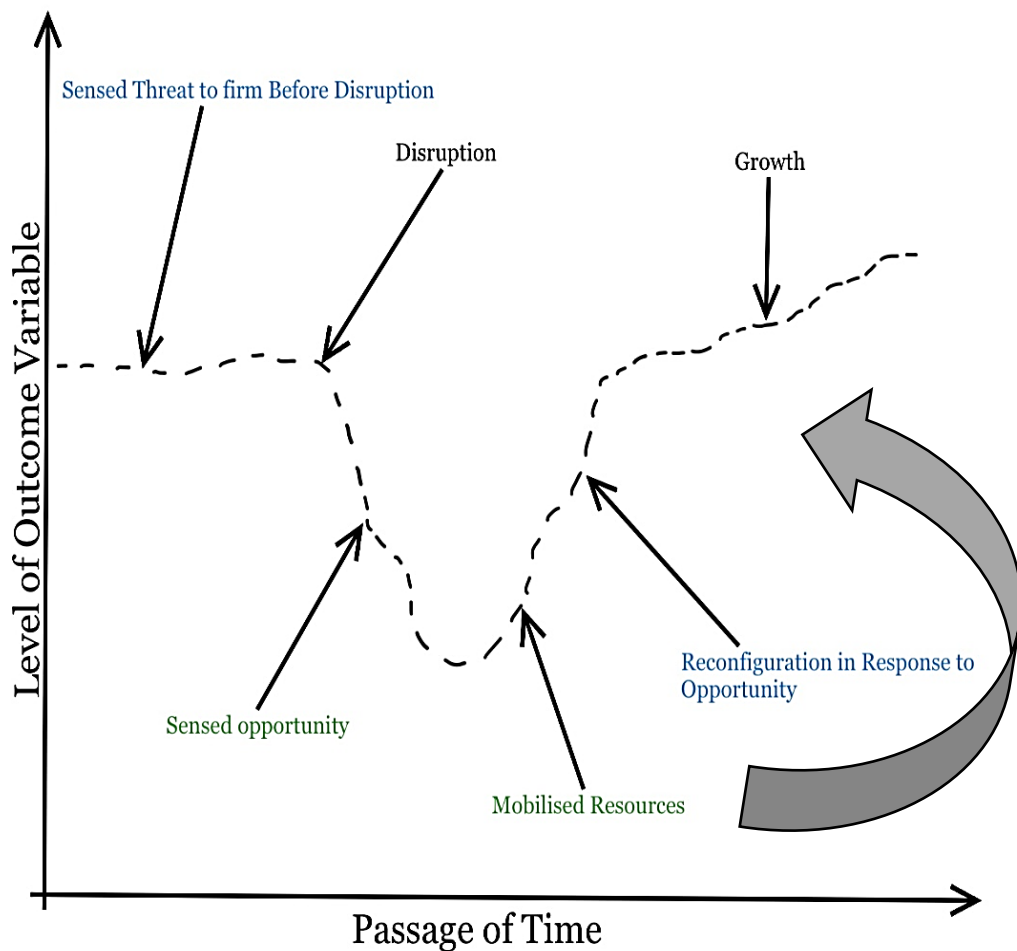 Sensed Threat to firm Before Disruption
Disruption
Growth
Level of Outcome Variable
Sensed opportunity
Reconfiguration in Response to
Opportunity
Mobilised Resources
Passage of Time